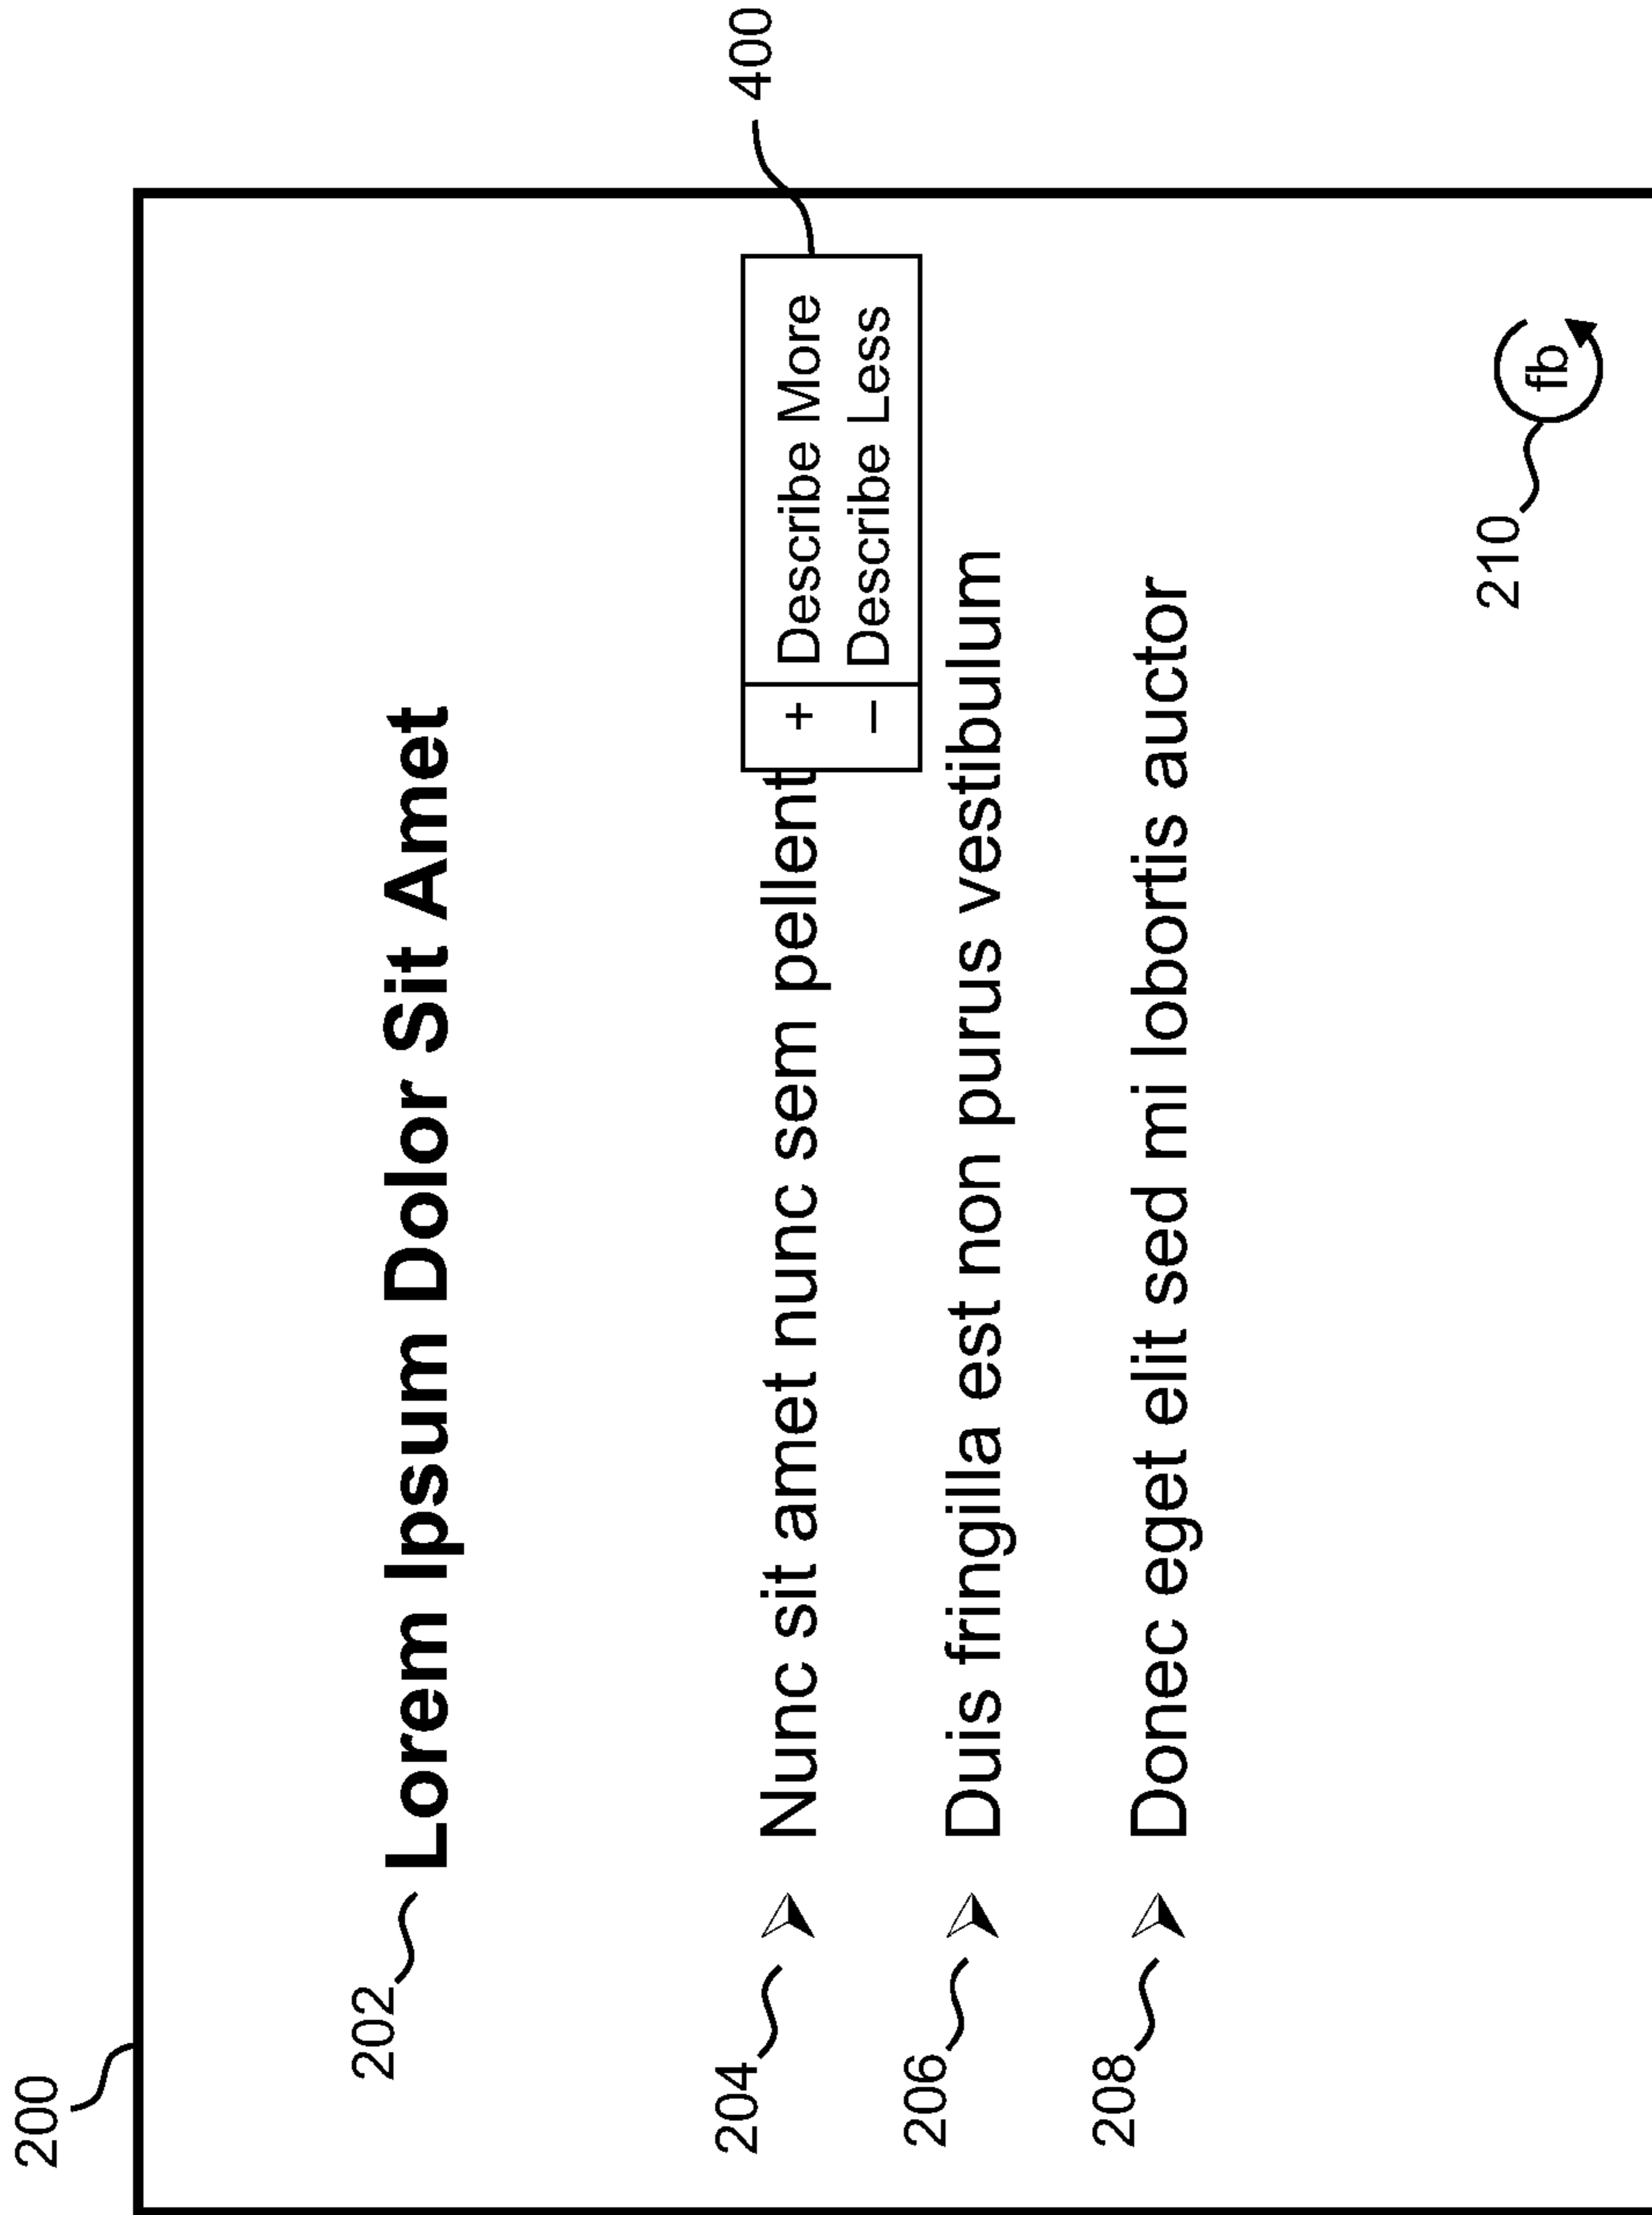 200
400
202 Lorem Ipsum Dolor Sit Amet
204 ➢ Nunc sit amet nunc sem pellent
+ Describe More
– Describe Less
206 ➢ Duis fringilla est non purus vestibulum
208 ➢ Donec eget elit sed mi lobortis auctor
210
fb